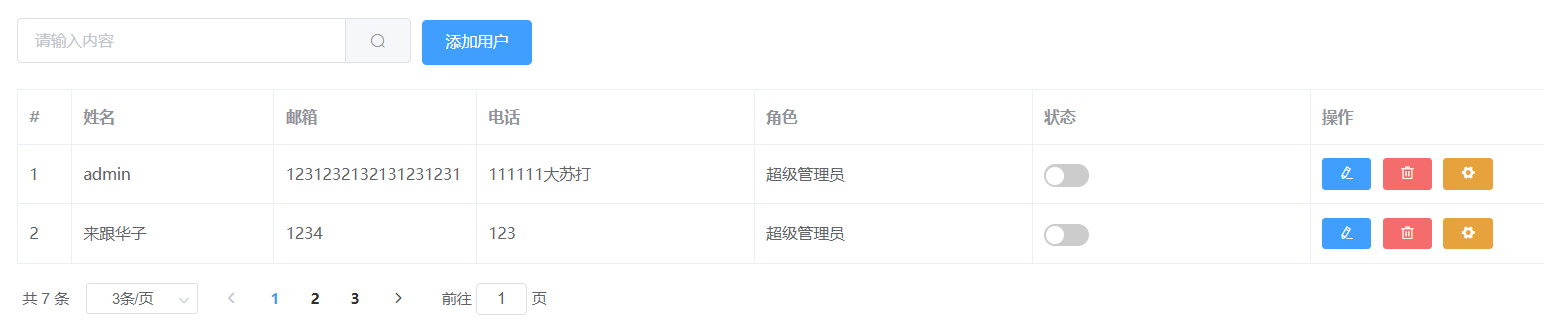 请输入内容 添加用户
# 姓名 邮箱 电话 角色 状态 操作
1 admin 1231232132131231231 111111大苏打 超级管理员
2 来跟华子 1234 123 超级管理员
共 7 条 3条/页 1 2 3 前往 1 页